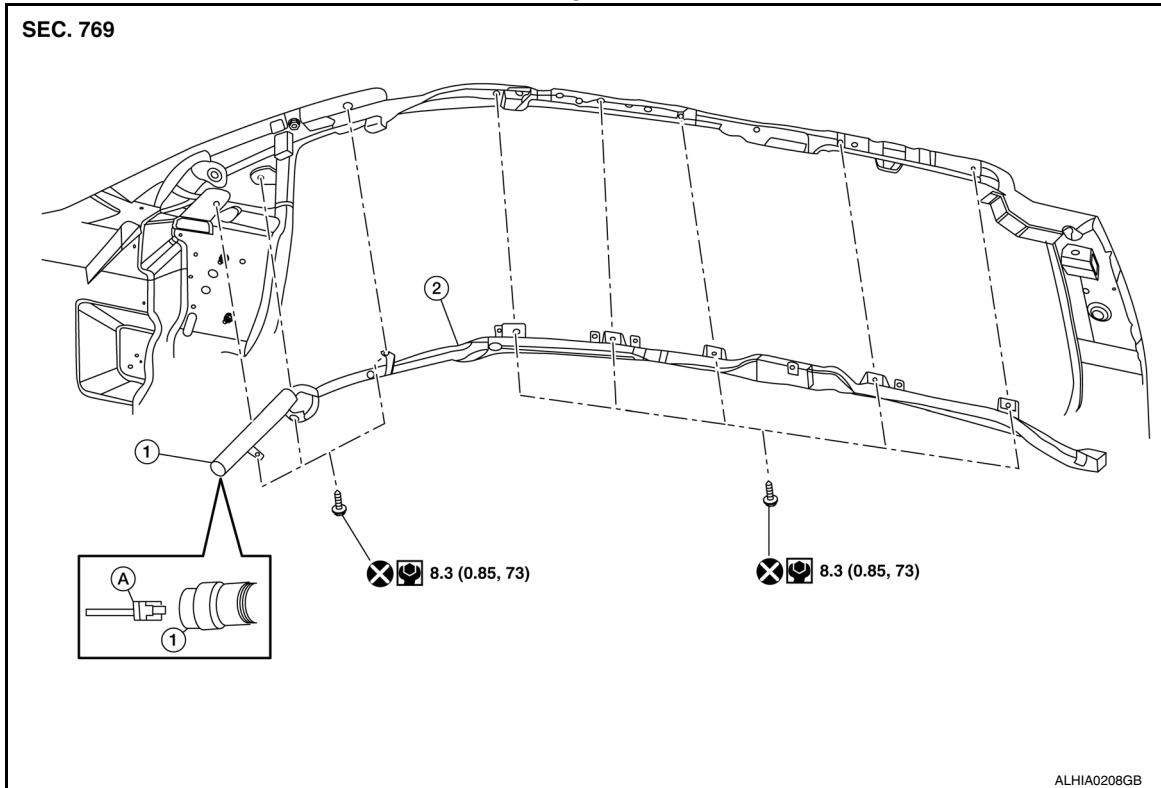 SEC. 769
2
1
8.3 (0.85, 73)
8.3 (0.85, 73)
A
1
ALHIA0208GB